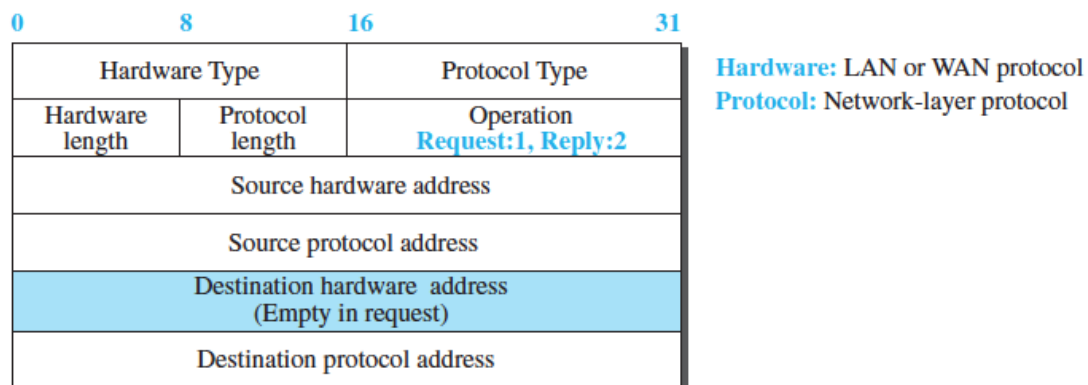 0 8 16 31
Hardware Type Protocol Type
Hardware: LAN or WAN protocol
Protocol: Network-layer protocol
Hardware length
Protocol length
Operation
Request:1, Reply:2
Source hardware address
Source protocol address
Destination hardware address
(Empty in request)
Destination protocol address